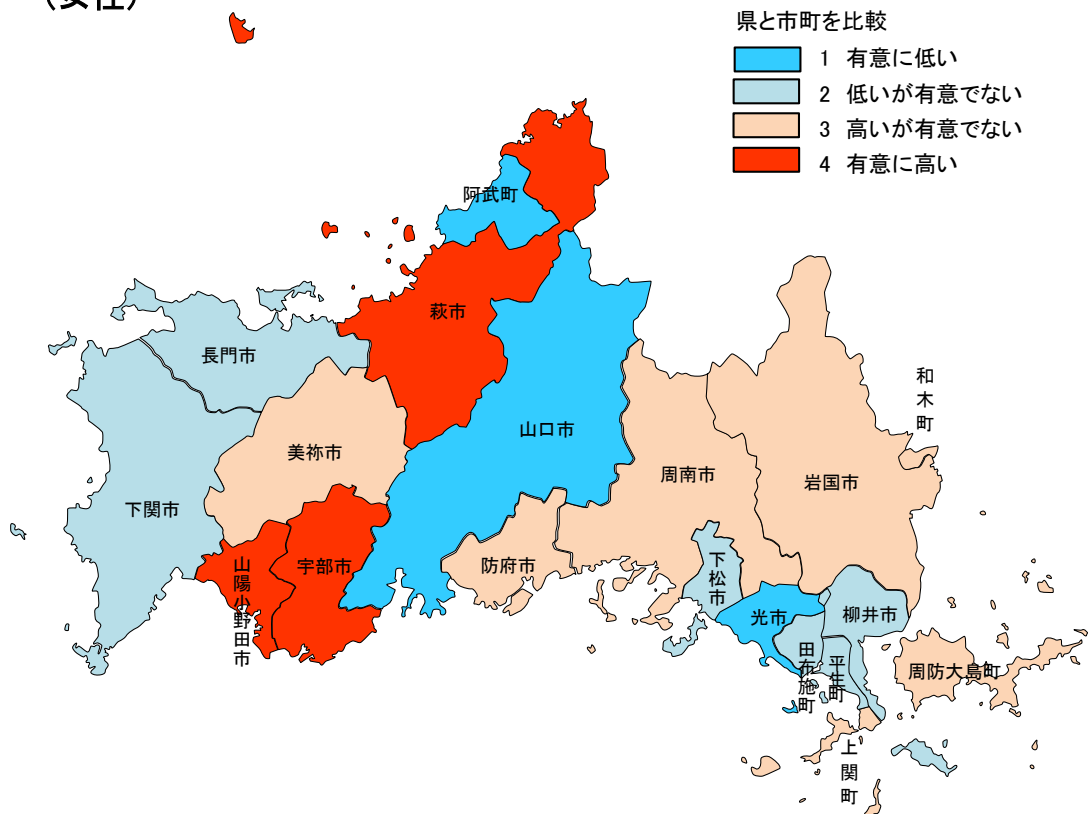 (女性)
県と市町を比較
1 有意に低い
2 低いが有意でない
3 高いが有意でない
4 有意に高い
阿武町
萩市
長門市
和木町
山口市
美祢市
周南市
岩国市
下関市
防府市
宇部市
山陽小野田市
下松市
光市
柳井市
田布施町
平生町
周防大島町
上関町